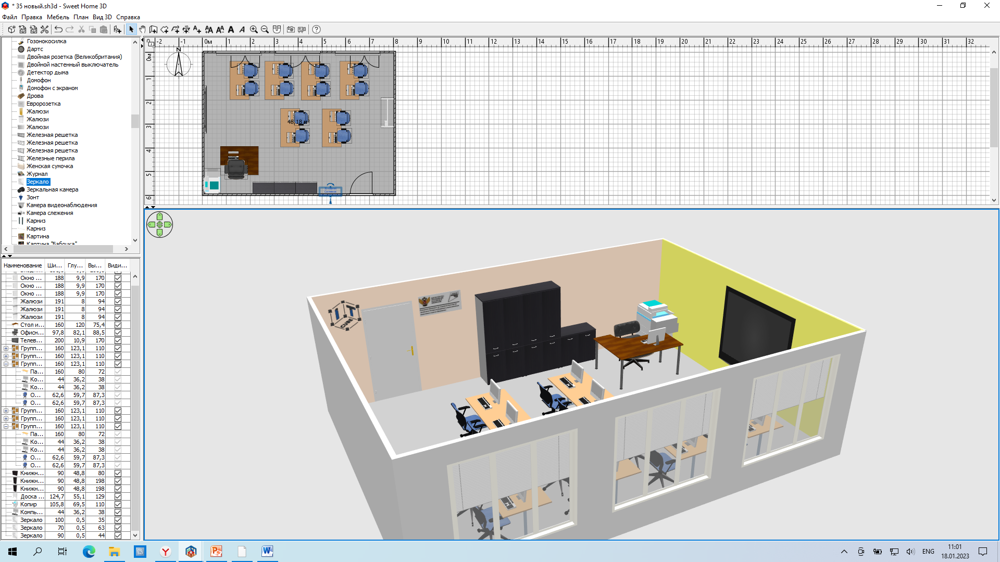 * 35 новый.sh3d - Sweet Home 3D
Файл Правка Мебель План Вид 3D Справка
Гозонокосилка
Дартс
Двойная розетка (Великобритания)
Двойной настенный выключатель
Детектор дыма
Домофон
Домофон с экраном
Дрова
Евророзетка
Жалюзи
Жалюзи
Жалюзи
Железная решетка
Железная решетка
Железная решетка
Железные перила
Женская сумочка
Журнал
Зеркало
Зеркальная камера
Зонт
Камера видеонаблюдения
Камера слежения
Карниз
Карниз
Картина
Картина "Бабочка"
Наименование Ши... Глу... Вы... Види...
Окно ... 188 9,9 170
Окно ... 188 9,9 170
Окно ... 188 9,9 170
Жалюзи 191 8 94
Жалюзи 191 8 94
Жалюзи 191 8 94
Стол и... 160 120 75,4
Офисн... 97,8 82,1 88,5
Телев... 200 10,9 170
Групп... 160 123,1 110
Групп... 160 123,1 110
Групп... 160 123,1 110
Па... 160 80 72
Ко... 44 36,2 38
Ко... 44 36,2 38
О... 62,6 59,7 87,3
О... 62,6 59,7 87,3
Групп... 160 123,1 110
Групп... 160 123,1 110
Групп... 160 123,1 110
Па... 160 80 72
Ко... 44 36,2 38
Ко... 44 36,2 38
О... 62,6 59,7 87,3
О... 62,6 59,7 87,3
Книжн... 90 48,8 80
Книжн... 90 48,8 198
Книжн... 90 48,8 198
Доска ... 124,7 55,1 129
Копир 105,8 69,5 110
Компь... 44 36,2 38
Зеркало 100 0,5 35
Зеркало 70 0,5 63
Зеркало 90 0,5 44
-2 -1 0м 1 2 3 4 5 6 7 8 9 10 11 12 13 14 15 16 17 18 19 20 21 22 23 24 25 26 27 28 29 30 31 32
0м
1
2
3
4
5
6
N
48,18 м²
IT
CUBE
ENG
11:01
18.01.2023